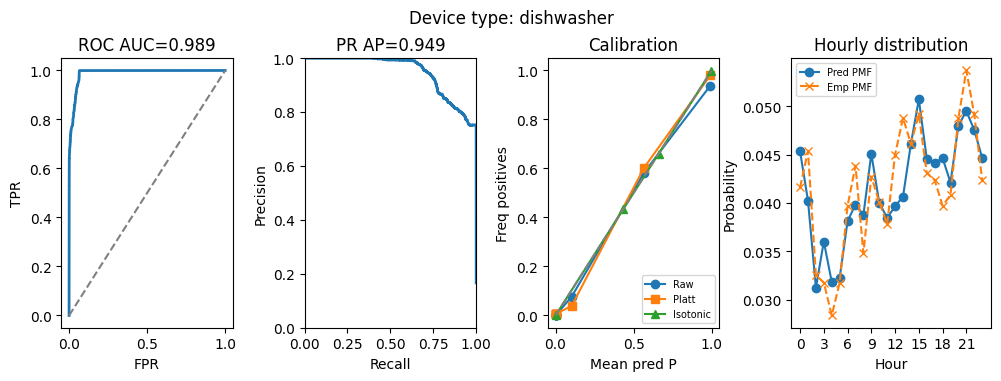 Device type: dishwasher
ROC AUC=0.989
TPR
1.0
0.8
0.6
0.4
0.2
0.0
0.0
0.5
1.0
FPR
PR AP=0.949
Precision
1.0
0.8
0.6
0.4
0.2
0.0
0.00
0.25
0.50
0.75
1.00
Recall
Calibration
Freq positives
1.0
0.8
0.6
0.4
0.2
0.0
Raw
Platt
Isotonic
0.0
0.5
1.0
Mean pred P
Hourly distribution
Probability
Pred PMF
Emp PMF
0.050
0.045
0.040
0.035
0.030
0
3
6
9
12
15
18
21
Hour